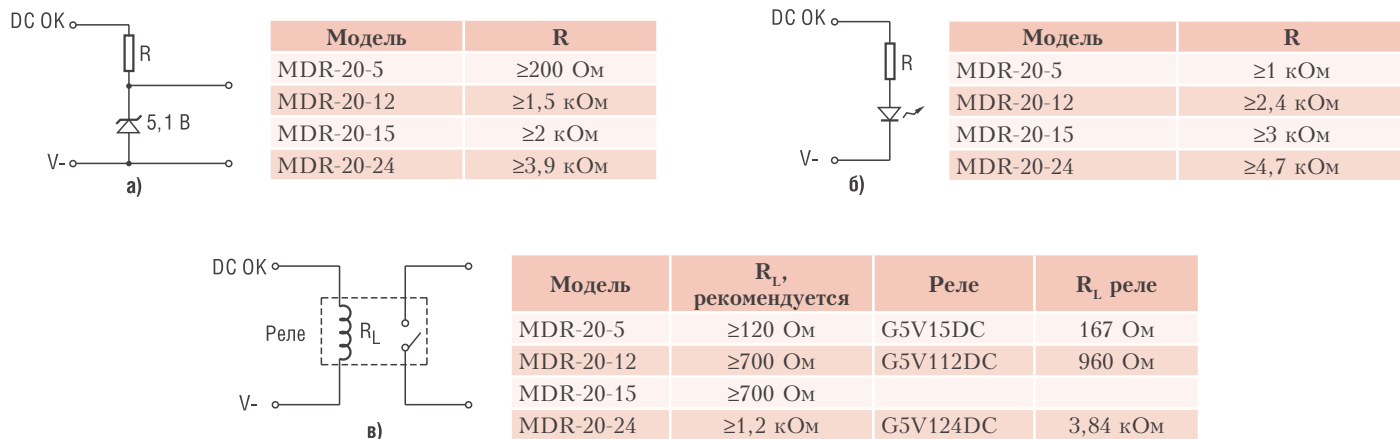 DC OK
R
5,1 В
V-
а)
Модель R
MDR-20-5 ≥200 Ом
MDR-20-12 ≥1,5 кОм
MDR-20-15 ≥2 кОм
MDR-20-24 ≥3,9 кОм
DC OK
R
V-
б)
Модель R
MDR-20-5 ≥1 кОм
MDR-20-12 ≥2,4 кОм
MDR-20-15 ≥3 кОм
MDR-20-24 ≥4,7 кОм
DC OK
Реле
RL
V-
в)
Модель RL, рекомендуется Реле RL реле
MDR-20-5 ≥120 Ом G5V15DC 167 Ом
MDR-20-12 ≥700 Ом G5V112DC 960 Ом
MDR-20-15 ≥700 Ом
MDR-20-24 ≥1,2 кОм G5V124DC 3,84 кОм